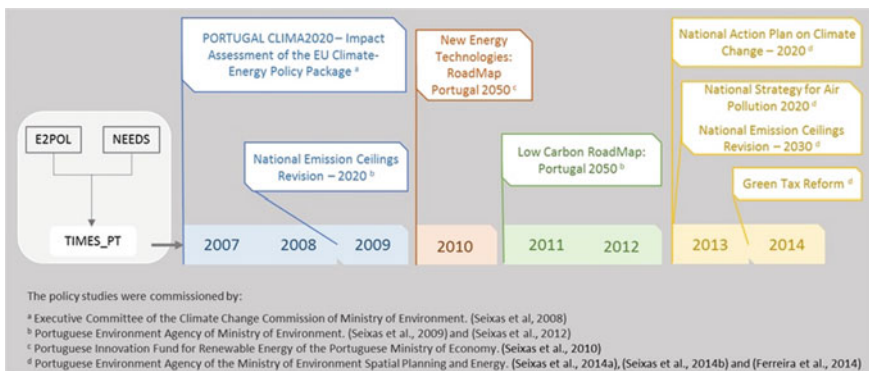 PORTUGAL CLIMA2020 – Impact
Assessment of the EU Climate-
Energy Policy Package ᵃ
New Energy
Technologies:
RoadMap
Portugal 2050 ᶜ
National Action Plan on Climate
Change – 2020 ᵈ
National Strategy for Air
Pollution 2020 ᵈ
National Emission Ceilings
Revision – 2030 ᵈ
E2POL
NEEDS
National Emission Ceilings
Revision – 2020 ᵇ
Low Carbon RoadMap:
Portugal 2050 ᵇ
Green Tax Reform ᵈ
TIMES_PT
2007
2008
2009
2010
2011
2012
2013
2014
The policy studies were commissioned by:
ᵃ Executive Committee of the Climate Change Commission of Ministry of Environment. (Seixas et al, 2008)
ᵇ Portuguese Environment Agency of Ministry of Environment. (Seixas et al., 2009) and (Seixas et al., 2012)
ᶜ Portuguese Innovation Fund for Renewable Energy of the Portuguese Ministry of Economy. (Seixas et al., 2010)
ᵈ Portuguese Environment Agency of the Ministry of Environment Spatial Planning and Energy. (Seixas et al., 2014a), (Seixas et al., 2014b) and (Ferreira et al., 2014)